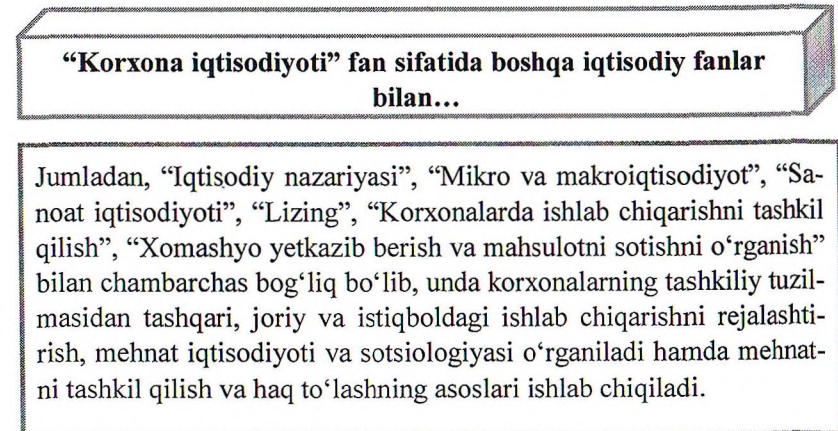 “Korxona iqtisodiyoti” fan sifatida boshqa iqtisodiy fanlar
bilan…
Jumladan, “Iqtisodiy nazariyasi”, “Mikro va makroiqtisodiyot”, “Sa-
noat iqtisodiyoti”, “Lizing”, “Korxonalarda ishlab chiqarishni tashkil
qilish”, “Xomashyo yetkazib berish va mahsulotni sotishni o‘rganish”
bilan chambarchas bog‘liq bo‘lib, unda korxonalarning tashkiliy tuzil-
masidan tashqari, joriy va istiqboldagi ishlab chiqarishni rejalashti-
rish, mehnat iqtisodiyoti va sotsiologiyasi o‘rganiladi hamda mehnat-
ni tashkil qilish va haq to‘lashning asoslari ishlab chiqiladi.